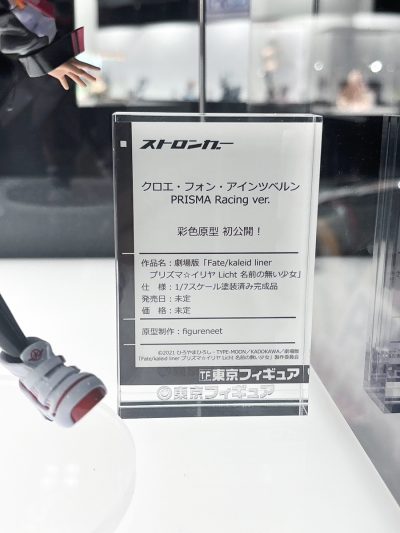 ストロンガー
クロエ・フォン・アインツベルン
PRISMA Racing ver.
彩色原型 初公開！
作品名：劇場版「Fate/kaleid liner
プリズマ☆イリヤ Licht 名前の無い少女」
仕　様：1/7スケール塗装済み完成品
発売日：未定
価　格：未定
原型制作：figureneet
©2021 ひろやまひろし・TYPE-MOON／KADOKAWA／劇場版
「Fate/kaleid liner プリズマ☆イリヤ Licht 名前の無い少女」製作委員会
TF 東京フィギュア
東京フィギュア